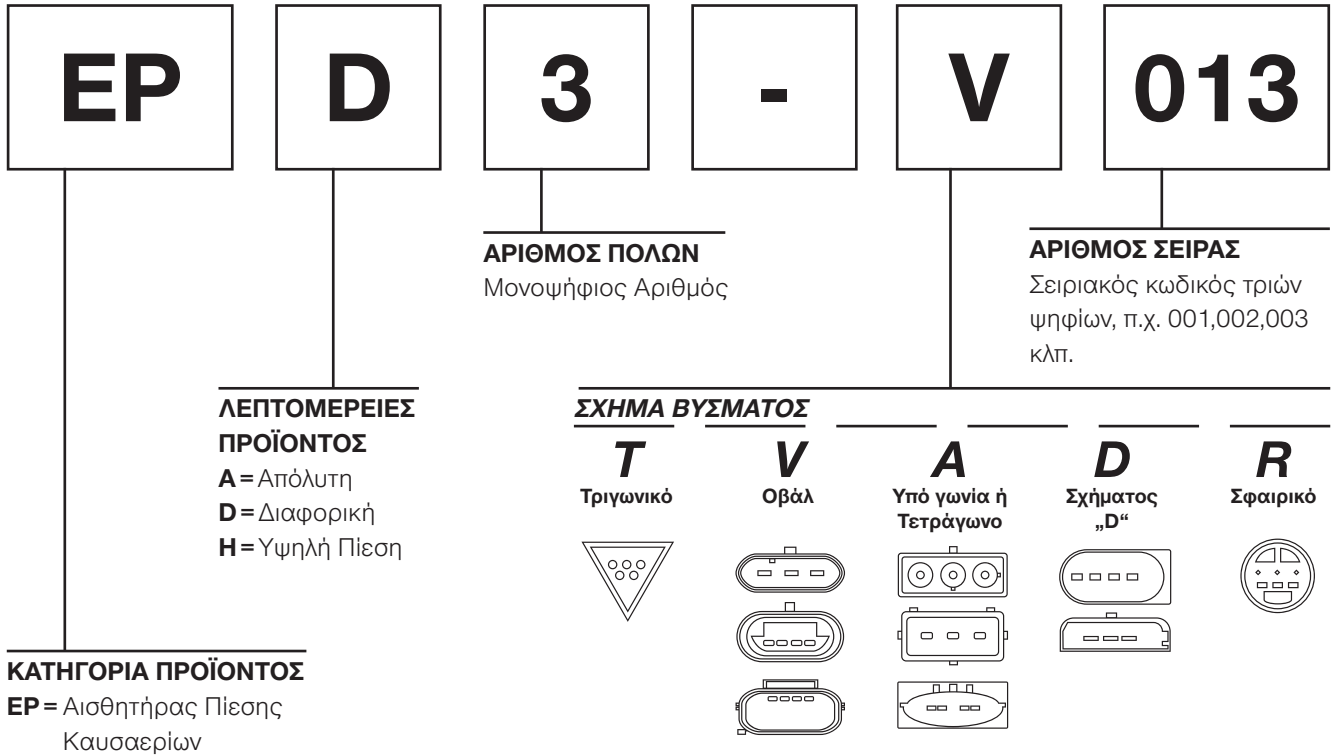 EP D 3 - V 013
ΑΡΙΘΜΟΣ ΠΟΛΩΝ
Μονοψήφιος Αριθμός
ΑΡΙΘΜΟΣ ΣΕΙΡΑΣ
Σειριακός κωδικός τριών
ψηφίων, π.χ. 001,002,003
κλπ.
ΛΕΠΤΟΜΕΡΕΙΕΣ
ΠΡΟΪΟΝΤΟΣ
A = Απόλυτη
D = Διαφορική
H = Υψηλή Πίεση
ΣΧΗΜΑ ΒΥΣΜΑΤΟΣ
T V A D R
Τριγωνικό Οβάλ Υπό γωνία ή Σχήματος Σφαιρικό
Τετράγωνο „D“
ΚΑΤΗΓΟΡΙΑ ΠΡΟΪΟΝΤΟΣ
EP = Αισθητήρας Πίεσης
Καυσαερίων